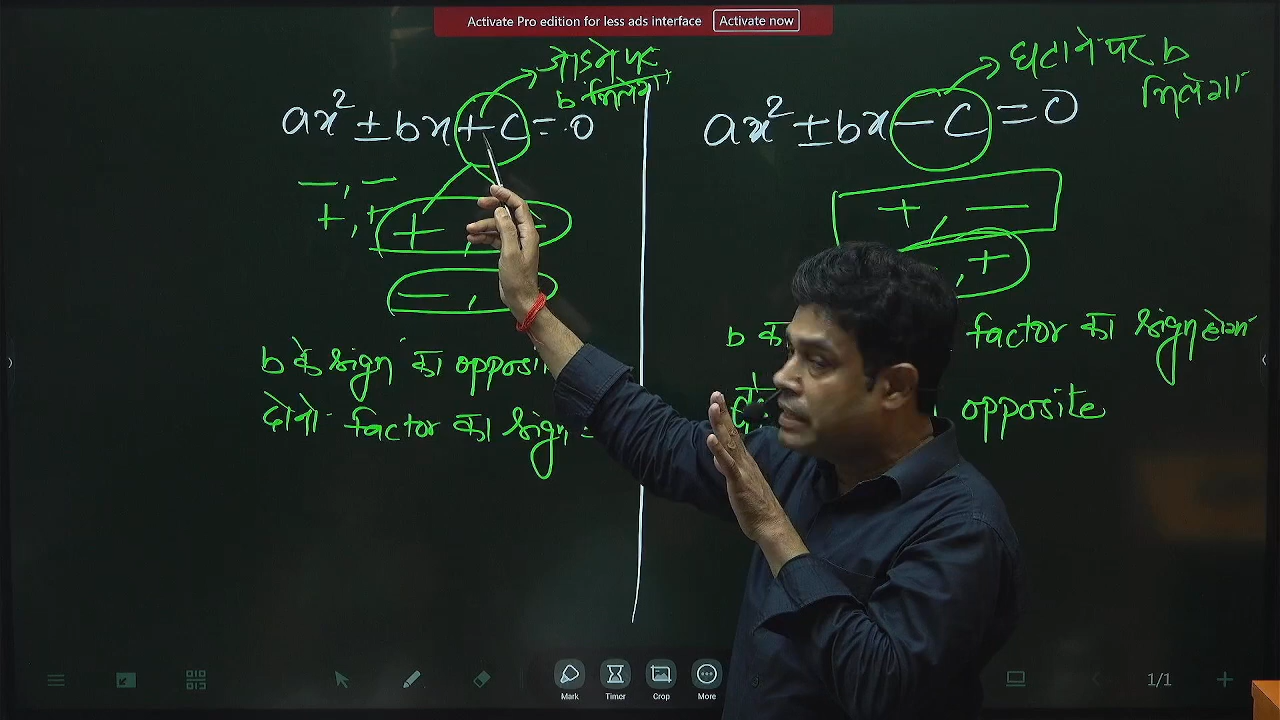 Activate Pro edition for less ads interface Activate now
जोडने पर
b मिलेगा
ax² ± bx + c = 0
−, −
+, +
+,
−,
b के sign का
दोनो factor का sign =
घटाने पर b
मिलेगा
ax² ± bx − c = 0
+, −
, +
b का factor का sign होगा
opposite
Mark Timer Crop More
1/1